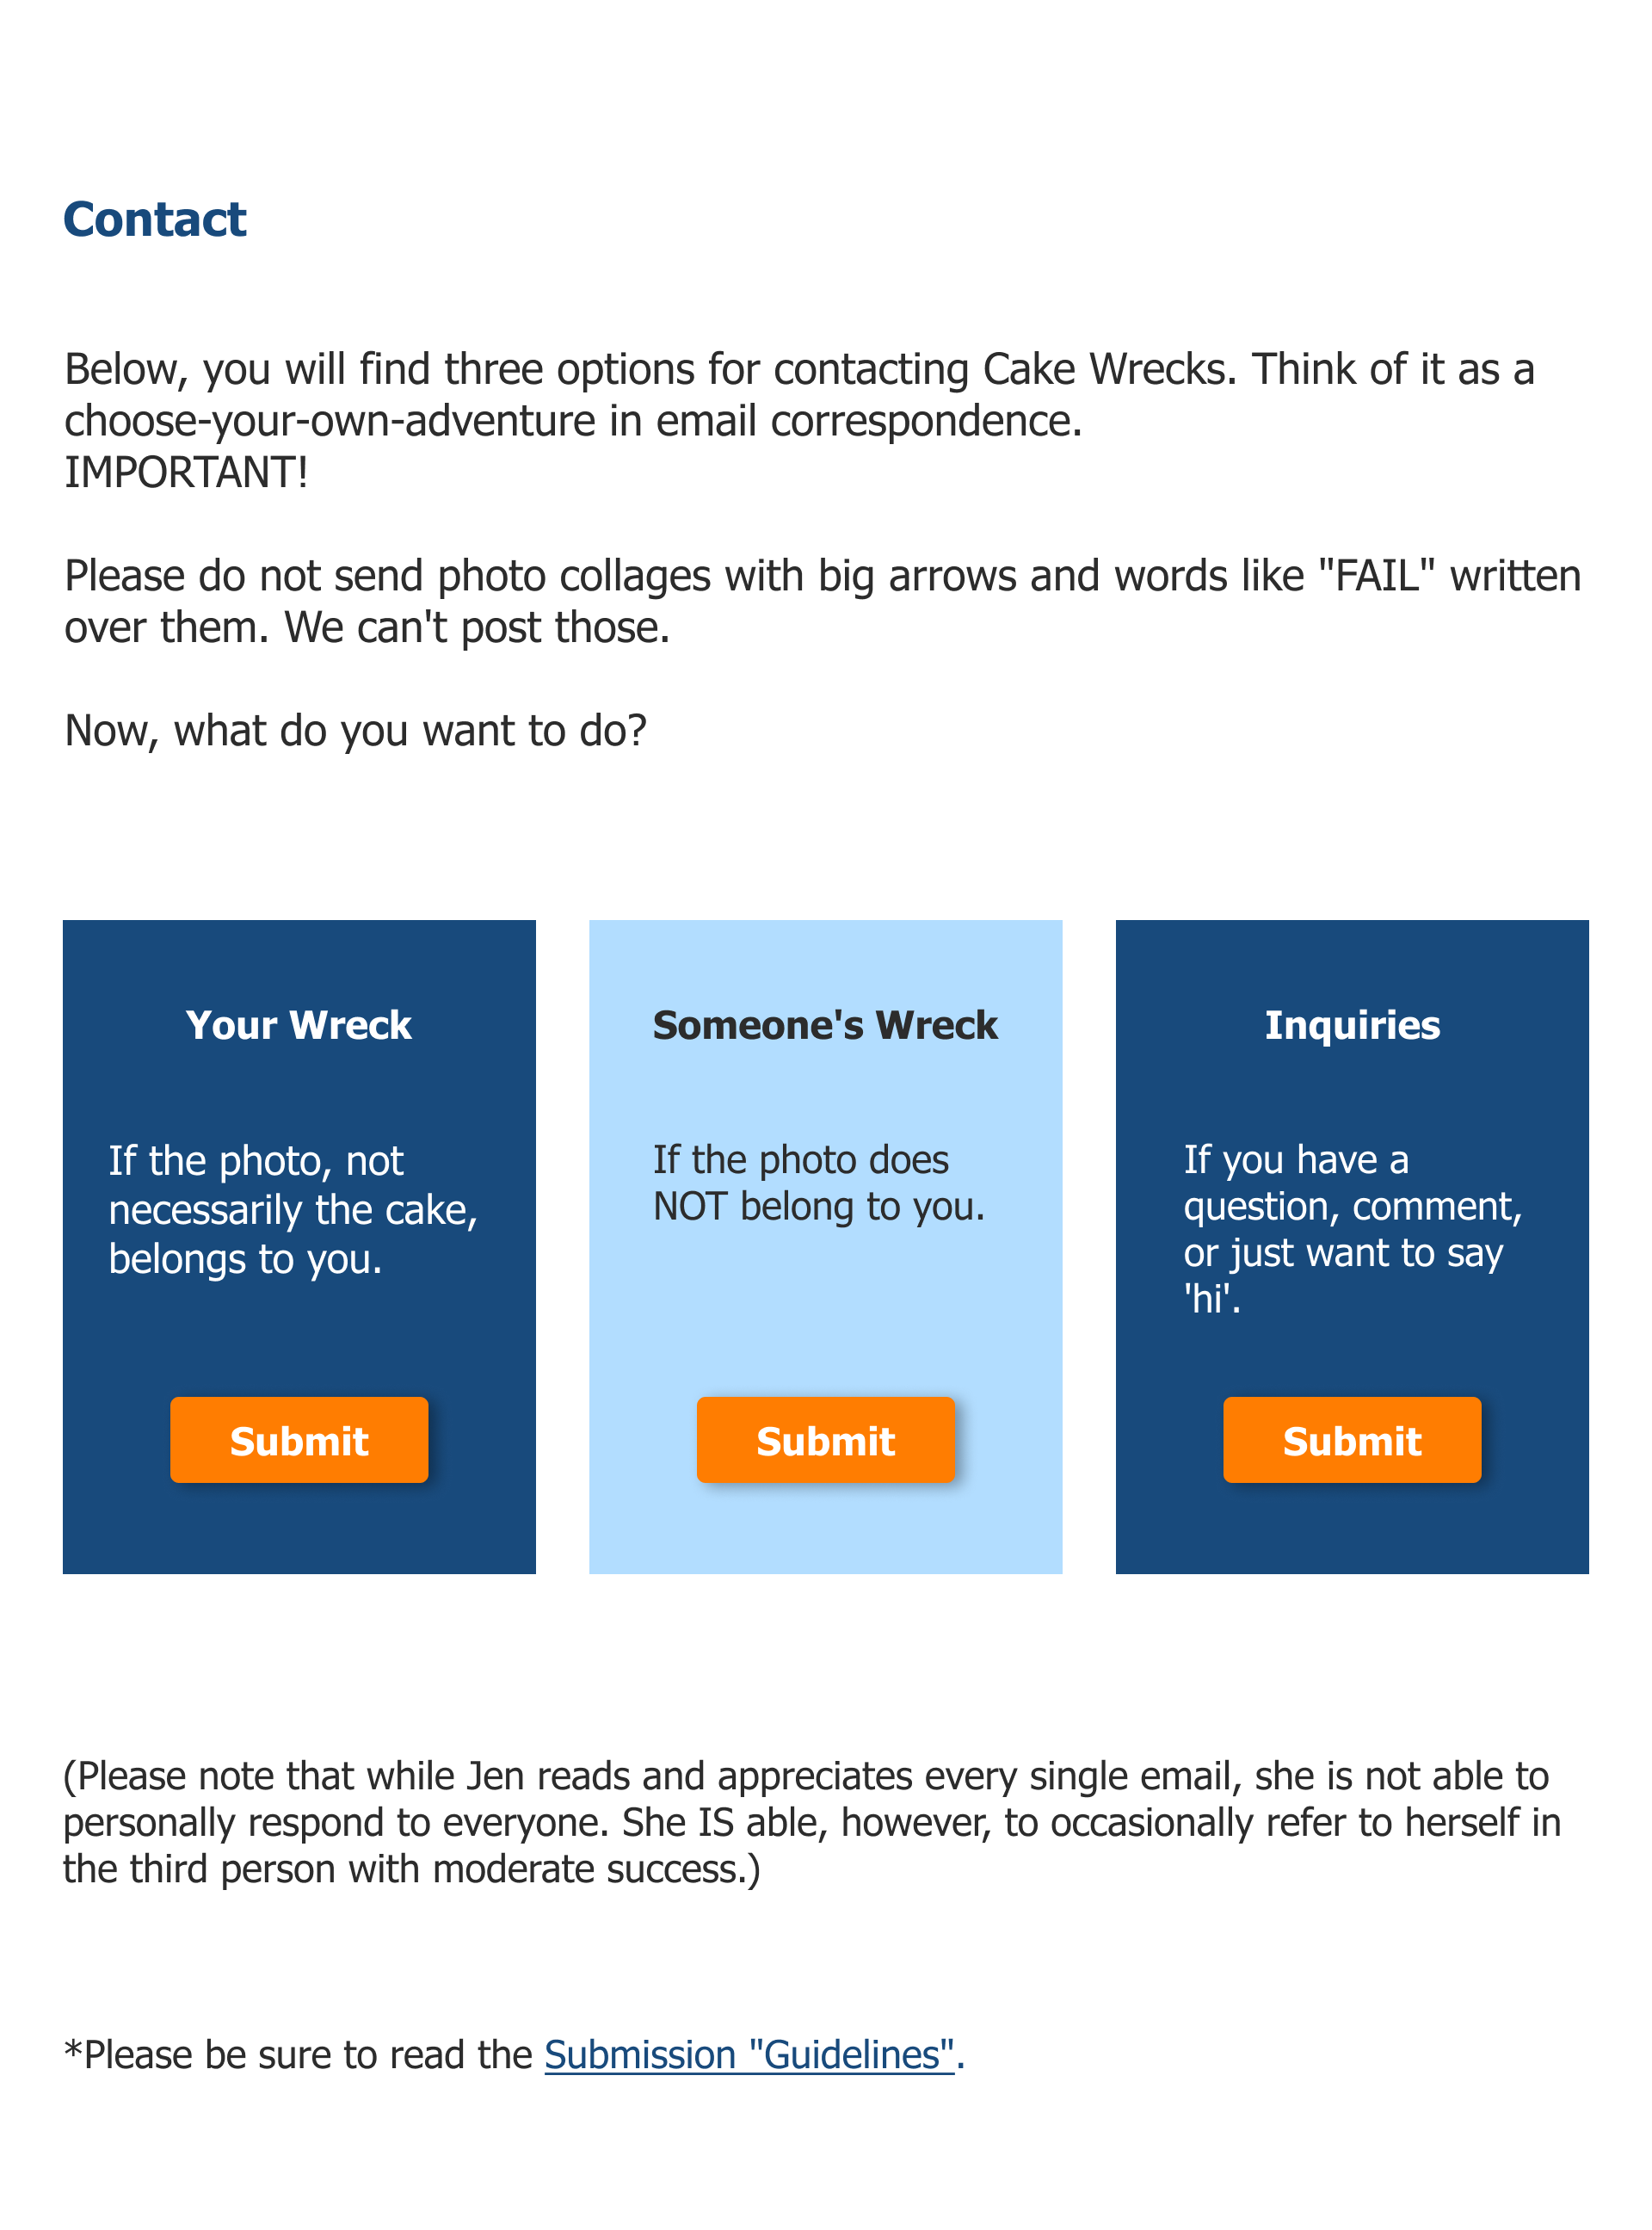 Contact
Below, you will find three options for contacting Cake Wrecks. Think of it as a
choose-your-own-adventure in email correspondence.
IMPORTANT!
Please do not send photo collages with big arrows and words like "FAIL" written
over them. We can't post those.
Now, what do you want to do?
Your Wreck
If the photo, not
necessarily the cake,
belongs to you.
Submit
Someone's Wreck
If the photo does
NOT belong to you.
Submit
Inquiries
If you have a
question, comment,
or just want to say
'hi'.
Submit
(Please note that while Jen reads and appreciates every single email, she is not able to
personally respond to everyone. She IS able, however, to occasionally refer to herself in
the third person with moderate success.)
*Please be sure to read the Submission "Guidelines".